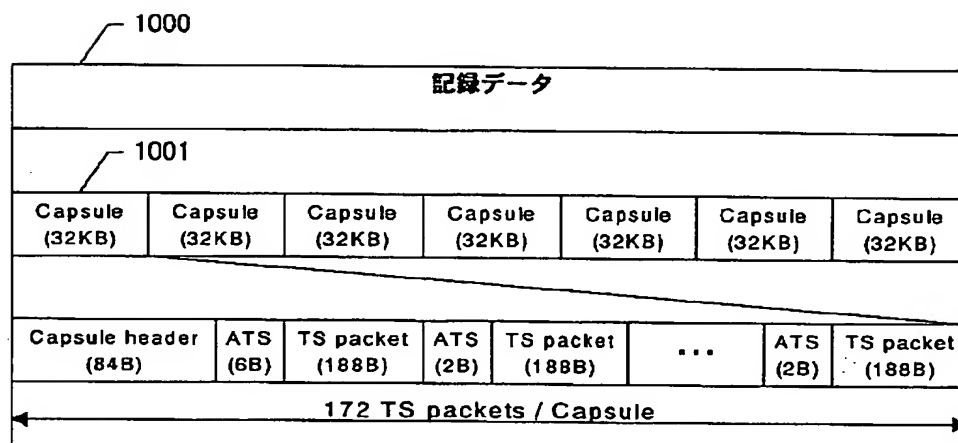 1000
記録データ
1001
Capsule Capsule Capsule Capsule Capsule Capsule Capsule
(32KB) (32KB) (32KB) (32KB) (32KB) (32KB) (32KB)
Capsule header ATS TS packet ATS TS packet ... ATS TS packet
(84B) (6B) (188B) (2B) (188B) (2B) (188B)
172 TS packets / Capsule